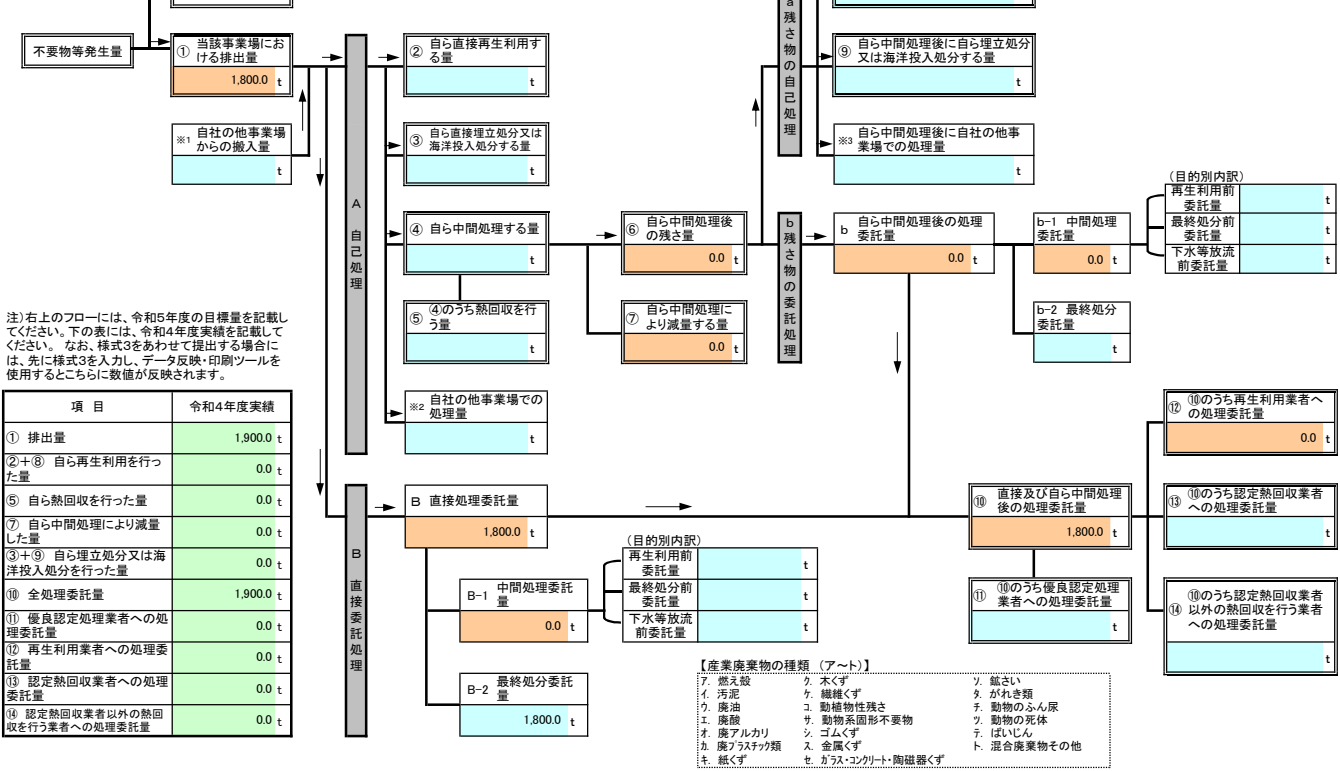 不要物等発生量
① 当該事業場にお
ける排出量
1,800.0 t
※1 自社の他事業場
からの搬入量
t
A
自
己
処
理
② 自ら直接再生利用す
る量
t
③ 自ら直接埋立処分又は
海洋投入処分する量
t
④ 自ら中間処理する量
t
⑤ ④のうち熱回収を行
う量
t
※2 自社の他事業場での
処理量
t
⑥ 自ら中間処理後
の残さ量
0.0 t
⑦ 自ら中間処理に
より減量する量
0.0 t
a
残
さ
物
の
自
己
処
理
⑨ 自ら中間処理後に自ら埋立処分
又は海洋投入処分する量
t
※3 自ら中間処理後に自社の他事
業場での処理量
t
b
残
さ
物
の
委
託
処
理
b 自ら中間処理後の処理
委託量
0.0 t
b-1 中間処理
委託量
0.0 t
b-2 最終処分
委託量
t
(目的別内訳)
再生利用前
委託量
t
最終処分前
委託量
t
下水等放流
前委託量
t
注)右上のフローには、令和5年度の目標量を記載し
てください。下の表には、令和4年度実績を記載して
ください。 なお、様式3をあわせて提出する場合に
は、先に様式3を入力し、データ反映・印刷ツールを
使用するとこちらに数値が反映されます。
項 目 令和4年度実績
① 排出量 1,900.0 t
②+⑧ 自ら再生利用を行っ
た量 0.0 t
⑤ 自ら熱回収を行った量 0.0 t
⑦ 自ら中間処理により減量
した量 0.0 t
③+⑨ 自ら埋立処分又は海
洋投入処分を行った量 0.0 t
⑩ 全処理委託量 1,900.0 t
⑪ 優良認定処理業者への処
理委託量 0.0 t
⑫ 再生利用業者への処理委
託量 0.0 t
⑬ 認定熱回収業者への処理
委託量 0.0 t
⑭ 認定熱回収業者以外の熱回
収を行う業者への処理委託量 0.0 t
B
直
接
委
託
処
理
B 直接処理委託量
1,800.0 t
B-1 中間処理委託
量
0.0 t
B-2 最終処分委託
量
1,800.0 t
(目的別内訳)
再生利用前
委託量
t
最終処分前
委託量
t
下水等放流
前委託量
t
⑩ 直接及び自ら中間処理
後の処理委託量
1,800.0 t
⑪ ⑩のうち優良認定処理
業者への処理委託量
t
⑫ ⑩のうち再生利用業者へ
の処理委託量
0.0 t
⑬ ⑩のうち認定熱回収業者
への処理委託量
t
⑭ ⑩のうち認定熱回収業者
以外の熱回収を行う業者
への処理委託量
t
【産業廃棄物の種類 (ア~ト)】
ア. 燃え殻 ク. 木くず ソ. 鉱さい
イ. 汚泥 ケ. 繊維くず タ. がれき類
ウ. 廃油 コ. 動植物性残さ チ. 動物のふん尿
エ. 廃酸 サ. 動物系固形不要物 ツ. 動物の死体
オ. 廃アルカリ シ. ゴムくず テ. ばいじん
カ. 廃プラスチック類 ス. 金属くず ト. 混合廃棄物その他
キ. 紙くず セ. ガラス・コンクリート・陶磁器くず